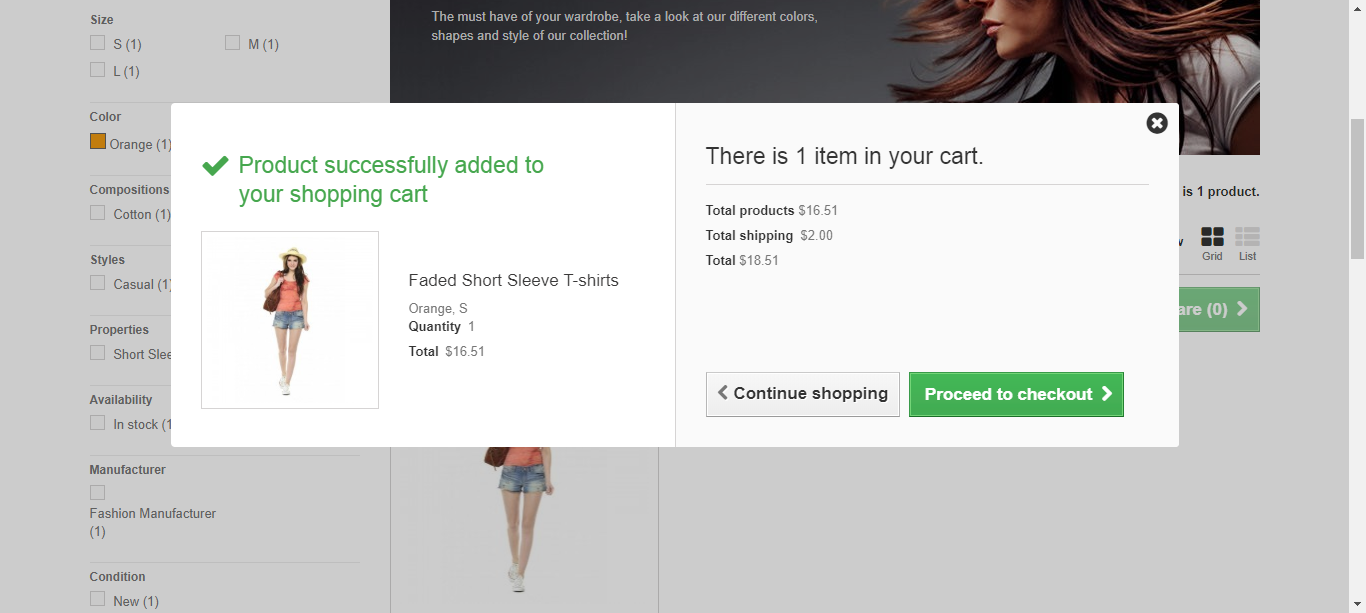 Size
S (1)
M (1)
L (1)
Color
Orange (1)
Compositions
Cotton (1)
Styles
Casual (1)
Properties
Short
Availability
In stock
Manufacturer
Fashion Manufacturer
(1)
Condition
New (1)
The must have of your wardrobe, take a look at our different colors,
shapes and style of our collection!
Product successfully added to
your shopping cart
Faded Short Sleeve T-shirts
Orange, S
Quantity 1
Total $16.51
There is 1 item in your cart.
Total products $16.51
Total shipping $2.00
Total $18.51
Continue shopping
Proceed to checkout
is 1 product.
Grid
List
(0)